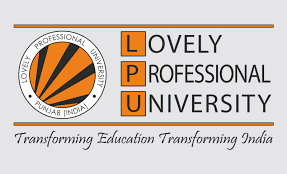 LOVELY PROFESSIONAL UNIVERSITY
PUNJAB (INDIA)
LOVELY
PROFESSIONAL
UNIVERSITY
Transforming Education Transforming India